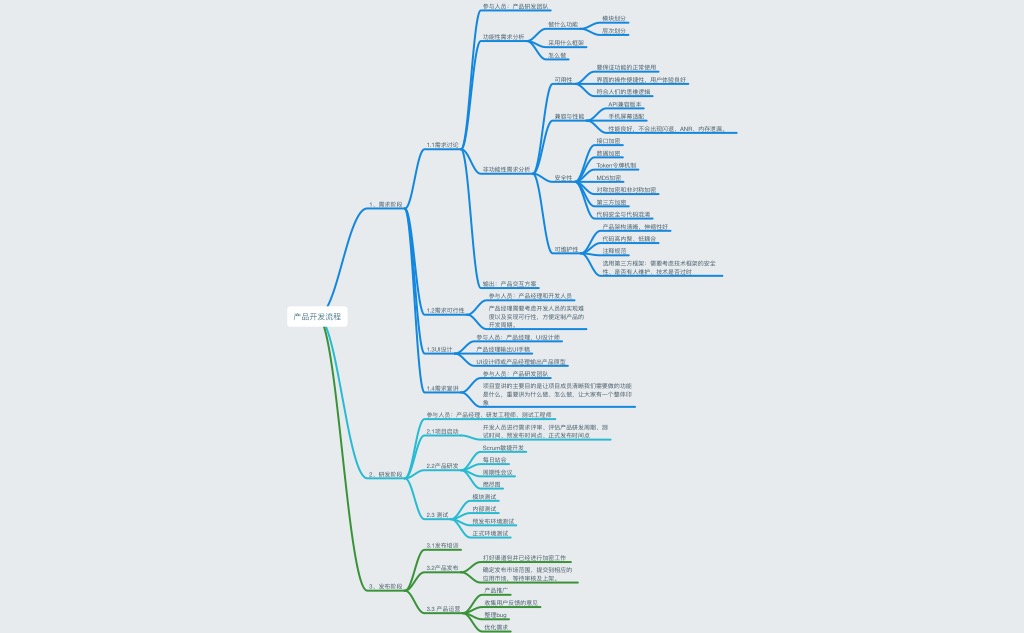 产品开发流程
1、需求阶段
1.1需求讨论
参与人员：产品研发团队
功能性需求分析
做什么功能
模块划分
层次划分
采用什么框架
怎么做
非功能性需求分析
可用性
要保证功能的正常使用
界面的操作便捷性，用户体验良好
符合人们的思维逻辑
兼容与性能
API兼容版本
手机屏幕适配
性能良好，不会出现闪退、ANR、内存泄漏。
安全性
接口加密
数据加密
Token令牌机制
MD5加密
对称加密和非对称加密
第三方加密
代码安全与代码混淆
可维护性
产品架构清晰，伸缩性好
代码高内聚，低耦合
注释规范
选用第三方框架：需要考虑技术框架的安全
性，是否有人维护，技术是否过时
输出：产品交互方案
1.2需求可行性
参与人员：产品经理和开发人员
产品经理需要考虑开发人员的实现难
度以及实现可行性，方便定制产品的
开发周期。
1.3UI设计
参与人员：产品经理、UI设计师
产品经理输出UI手稿
UI设计师或产品经理输出产品原型
1.4需求宣讲
参与人员：产品研发团队
项目宣讲的主要目的是让项目成员清晰我们需要做的功能
是什么，重要讲为什么做、怎么做，让大家有一个整体印
象
2、研发阶段
参与人员：产品经理、研发工程师、测试工程师
2.1项目启动
开发人员进行需求评审、评估产品研发周期、测
试时间、预发布时间点、正式发布时间点
2.2产品研发
Scrum敏捷开发
每日站会
周期性会议
燃尽图
2.3 测试
模块测试
内部测试
预发布环境测试
正式环境测试
3、发布阶段
3.1发布培训
3.2产品发布
打好渠道包并已经进行加密工作
确定发布市场范围，提交到相应的
应用市场，等待审核及上架。
3.3 产品运营
产品推广
收集用户反馈的意见
整理bug
优化需求